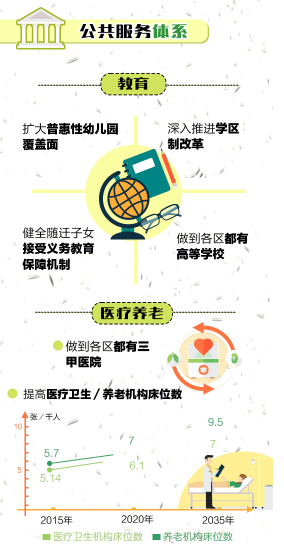 公共服务体系
教育
扩大普惠性幼儿园
覆盖面
深入推进学区
制改革
健全随迁子女
接受义务教育
保障机制
做到各区都有
高等学校
医疗养老
做到各区都有三
甲医院
提高医疗卫生/养老机构床位数
张/千人
10
5
5.7
5.14
7
6.1
9.5
7
2015年
2020年
2035年
医疗卫生机构床位数
养老机构床位数